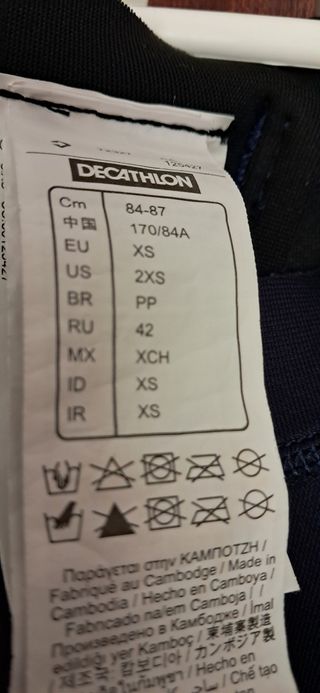 125427
DECATHLON
Cm 84-87
中国 170/84A
EU XS
US 2XS
BR PP
RU 42
MX XCH
ID XS
IR XS
Παράγεται στην ΚΑΜΠΟΤΖΗ /
Fabriqué au Cambodge / Made in
Cambodia / Hecho en Camboya /
Fabricado na/em Camboja /
Произведено в Камбодже / Imal
edildiği yer Kamboç / 柬埔寨製造
제조국: 캄보디아 / カンボジア製
/ Hecho en
/ Chế tạo